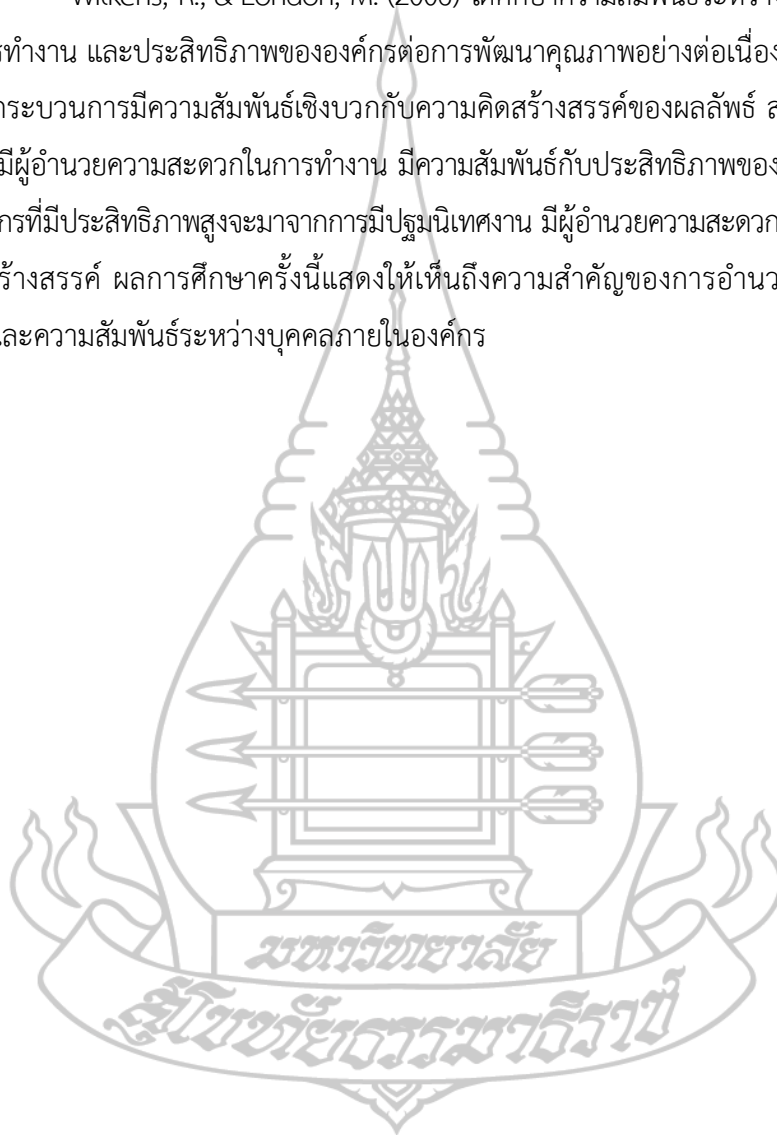 Wilkens, R., & London, M. (2006) ได้ศึกษาความสัมพันธ์ระหว่าง
รทำงาน และประสิทธิภาพขององค์กรต่อการพัฒนาคุณภาพอย่างต่อเนื่อง
ระบวนการมีความสัมพันธ์เชิงบวกกับความคิดสร้างสรรค์ของผลลัพธ์
มีผู้อำนวยความสะดวกในการทำงาน มีความสัมพันธ์กับประสิทธิภาพของ
กรที่มีประสิทธิภาพสูงจะมาจากการมีปฐมนิเทศงาน มีผู้อำนวยความสะดวก
ร้างสรรค์ ผลการศึกษาครั้งนี้แสดงให้เห็นถึงความสำคัญของการอำนว
และความสัมพันธ์ระหว่างบุคคลภายในองค์กร
มหาวิทยาลัย
สุโขทัยธรรมาธิราช